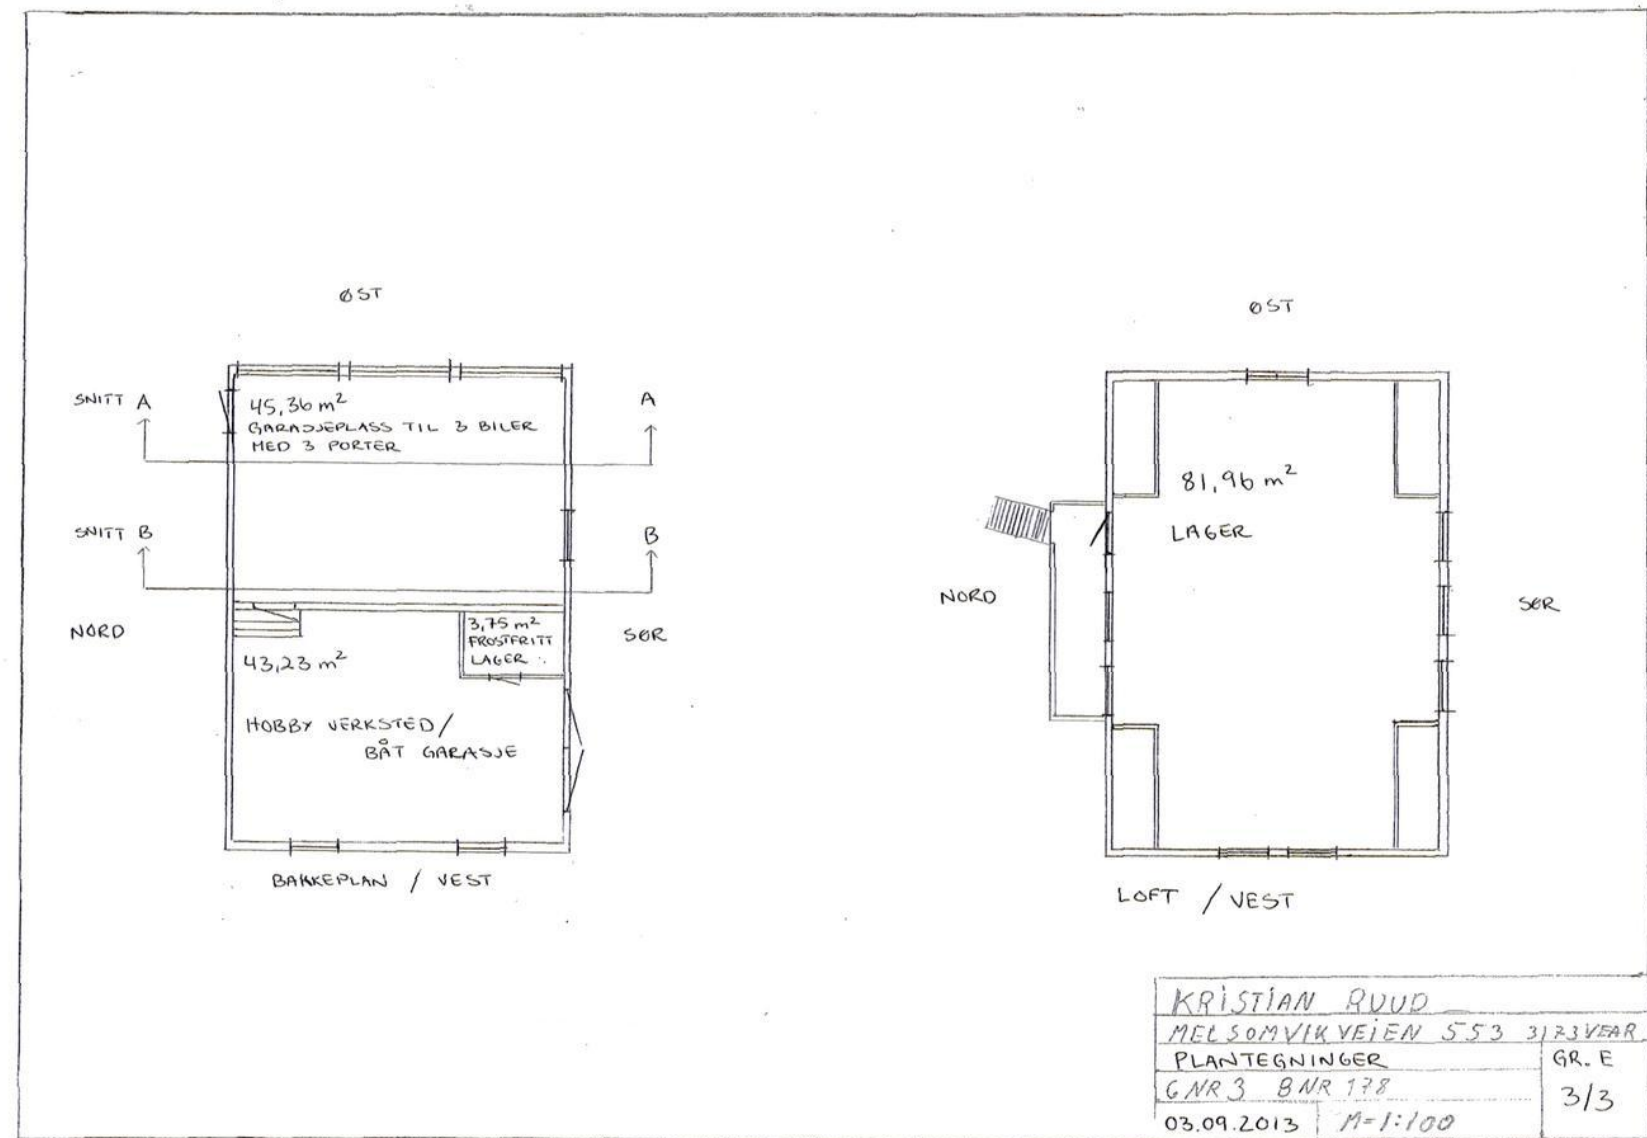 ØST
SNITT A
A
45,36 m²
GARASJEPLASS TIL 3 BILER
MED 3 PORTER
SNITT B
B
NORD
SØR
3,75 m²
FROSTFRITT
LAGER
43,23 m²
HOBBY VERKSTED/
BÅT GARASJE
BAKKEPLAN / VEST
ØST
81,96 m²
LAGER
NORD
SØR
LOFT / VEST
KRISTIAN RUUD
MELSOMVIKVEIEN 553 3173 VEAR
PLANTEGNINGER
GR. E
GNR 3 BNR 178
3/3
03.09.2013
M=1:100